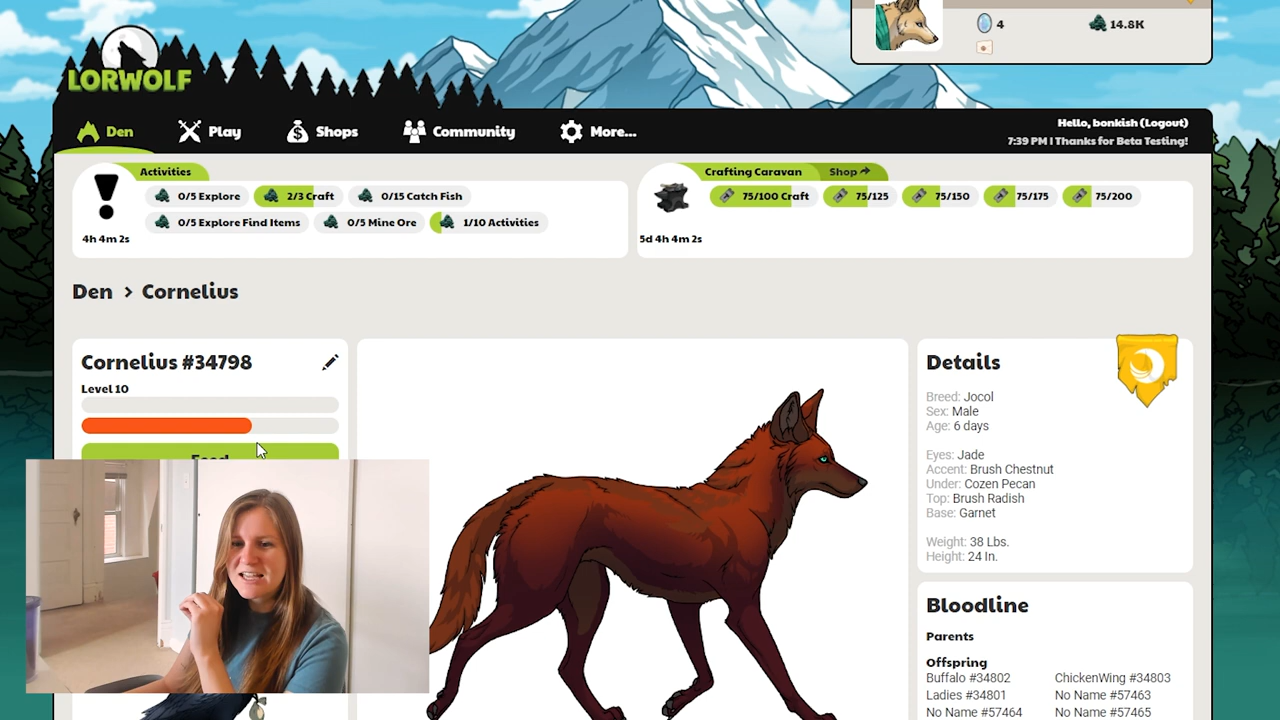 4
14.8K
LORWOLF
Den
Play
Shops
Community
More...
Hello, bonkish (Logout)
7:39 PM | Thanks for Beta Testing!
Activities
0/5 Explore
2/3 Craft
0/15 Catch Fish
0/5 Explore Find Items
0/5 Mine Ore
1/10 Activities
4h 4m 2s
Crafting Caravan
Shop
75/100 Craft
75/125
75/150
75/175
75/200
5d 4h 4m 2s
Den > Cornelius
Cornelius #34798
Level 10
Feed
Details
Breed: Jocol
Sex: Male
Age: 6 days
Eyes: Jade
Accent: Brush Chestnut
Under: Cozen Pecan
Top: Brush Radish
Base: Garnet
Weight: 38 Lbs.
Height: 24 In.
Bloodline
Parents
Offspring
Buffalo #34802
ChickenWing #34803
Ladies #34801
No Name #57463
No Name #57464
No Name #57465